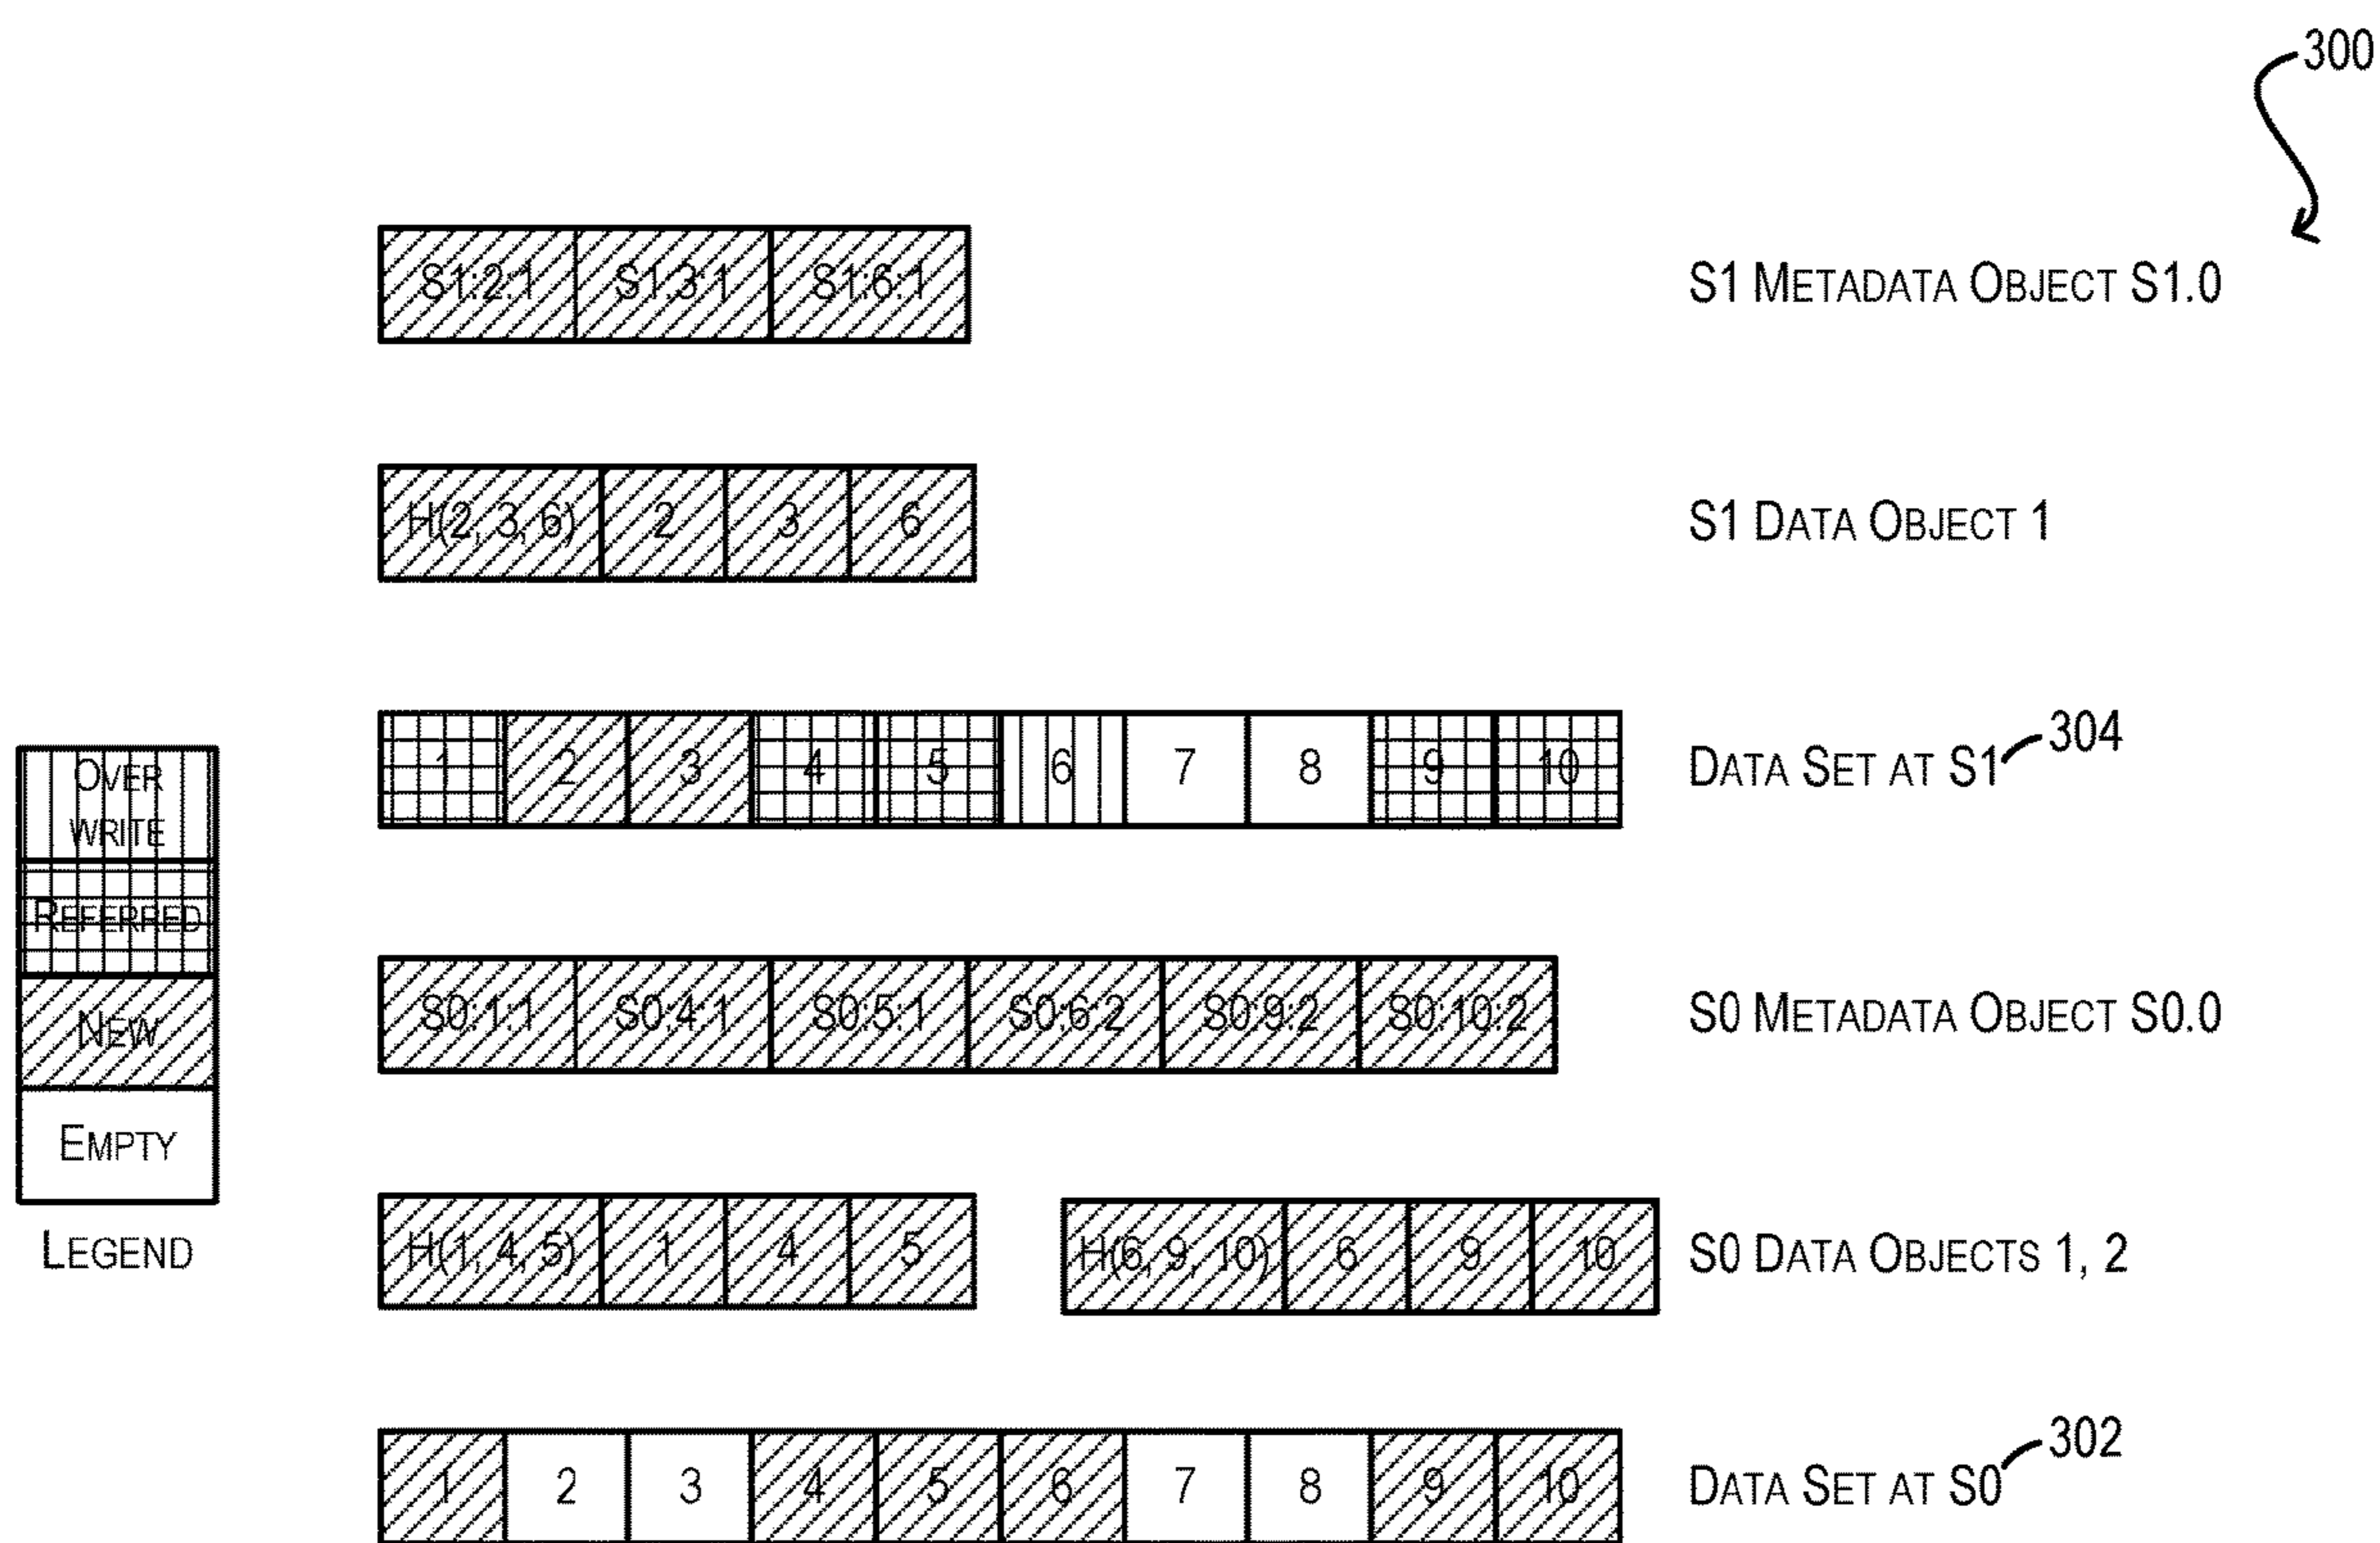 300
S1:2:1 S1:3:1 S1:6:1 S1 METADATA OBJECT S1.0
H(2, 3, 6) 2 3 6 S1 DATA OBJECT 1
1 2 3 4 5 6 7 8 9 10 DATA SET AT S1 304
OVER
WRITE
REFERRED
NEW
EMPTY
LEGEND
S0:1:1 S0:4:1 S0:5:1 S0:6:2 S0:9:2 S0:10:2 S0 METADATA OBJECT S0.0
H(1, 4, 5) 1 4 5 H(6, 9, 10) 6 9 10 S0 DATA OBJECTS 1, 2
1 2 3 4 5 6 7 8 9 10 DATA SET AT S0 302